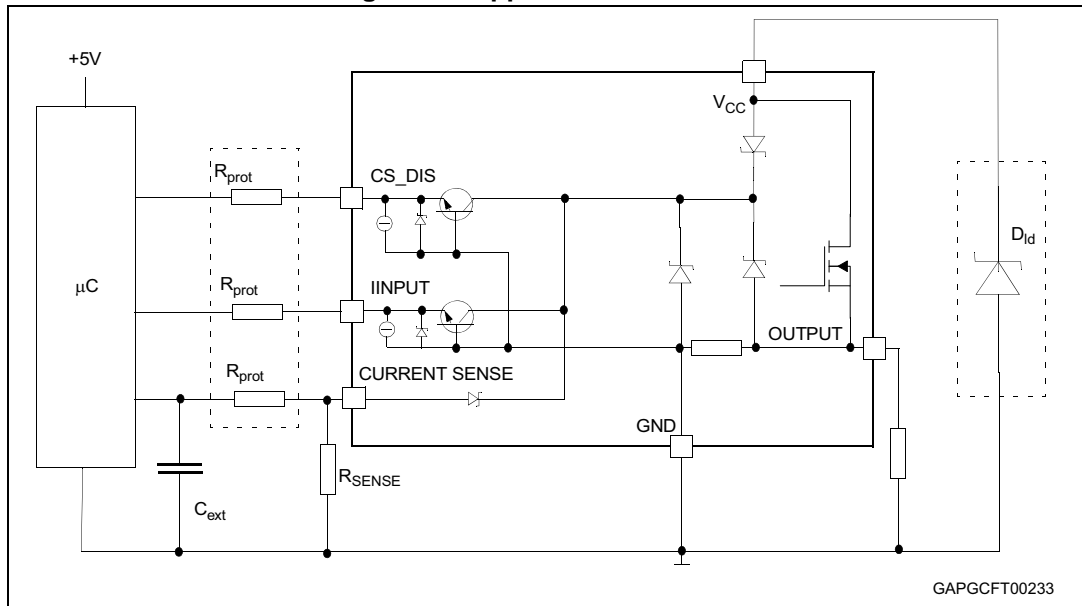 +5V
V_CC
R_prot
CS_DIS
D_ld
μC
R_prot
IINPUT
OUTPUT
R_prot
CURRENT SENSE
GND
R_SENSE
C_ext
GAPGCFT00233